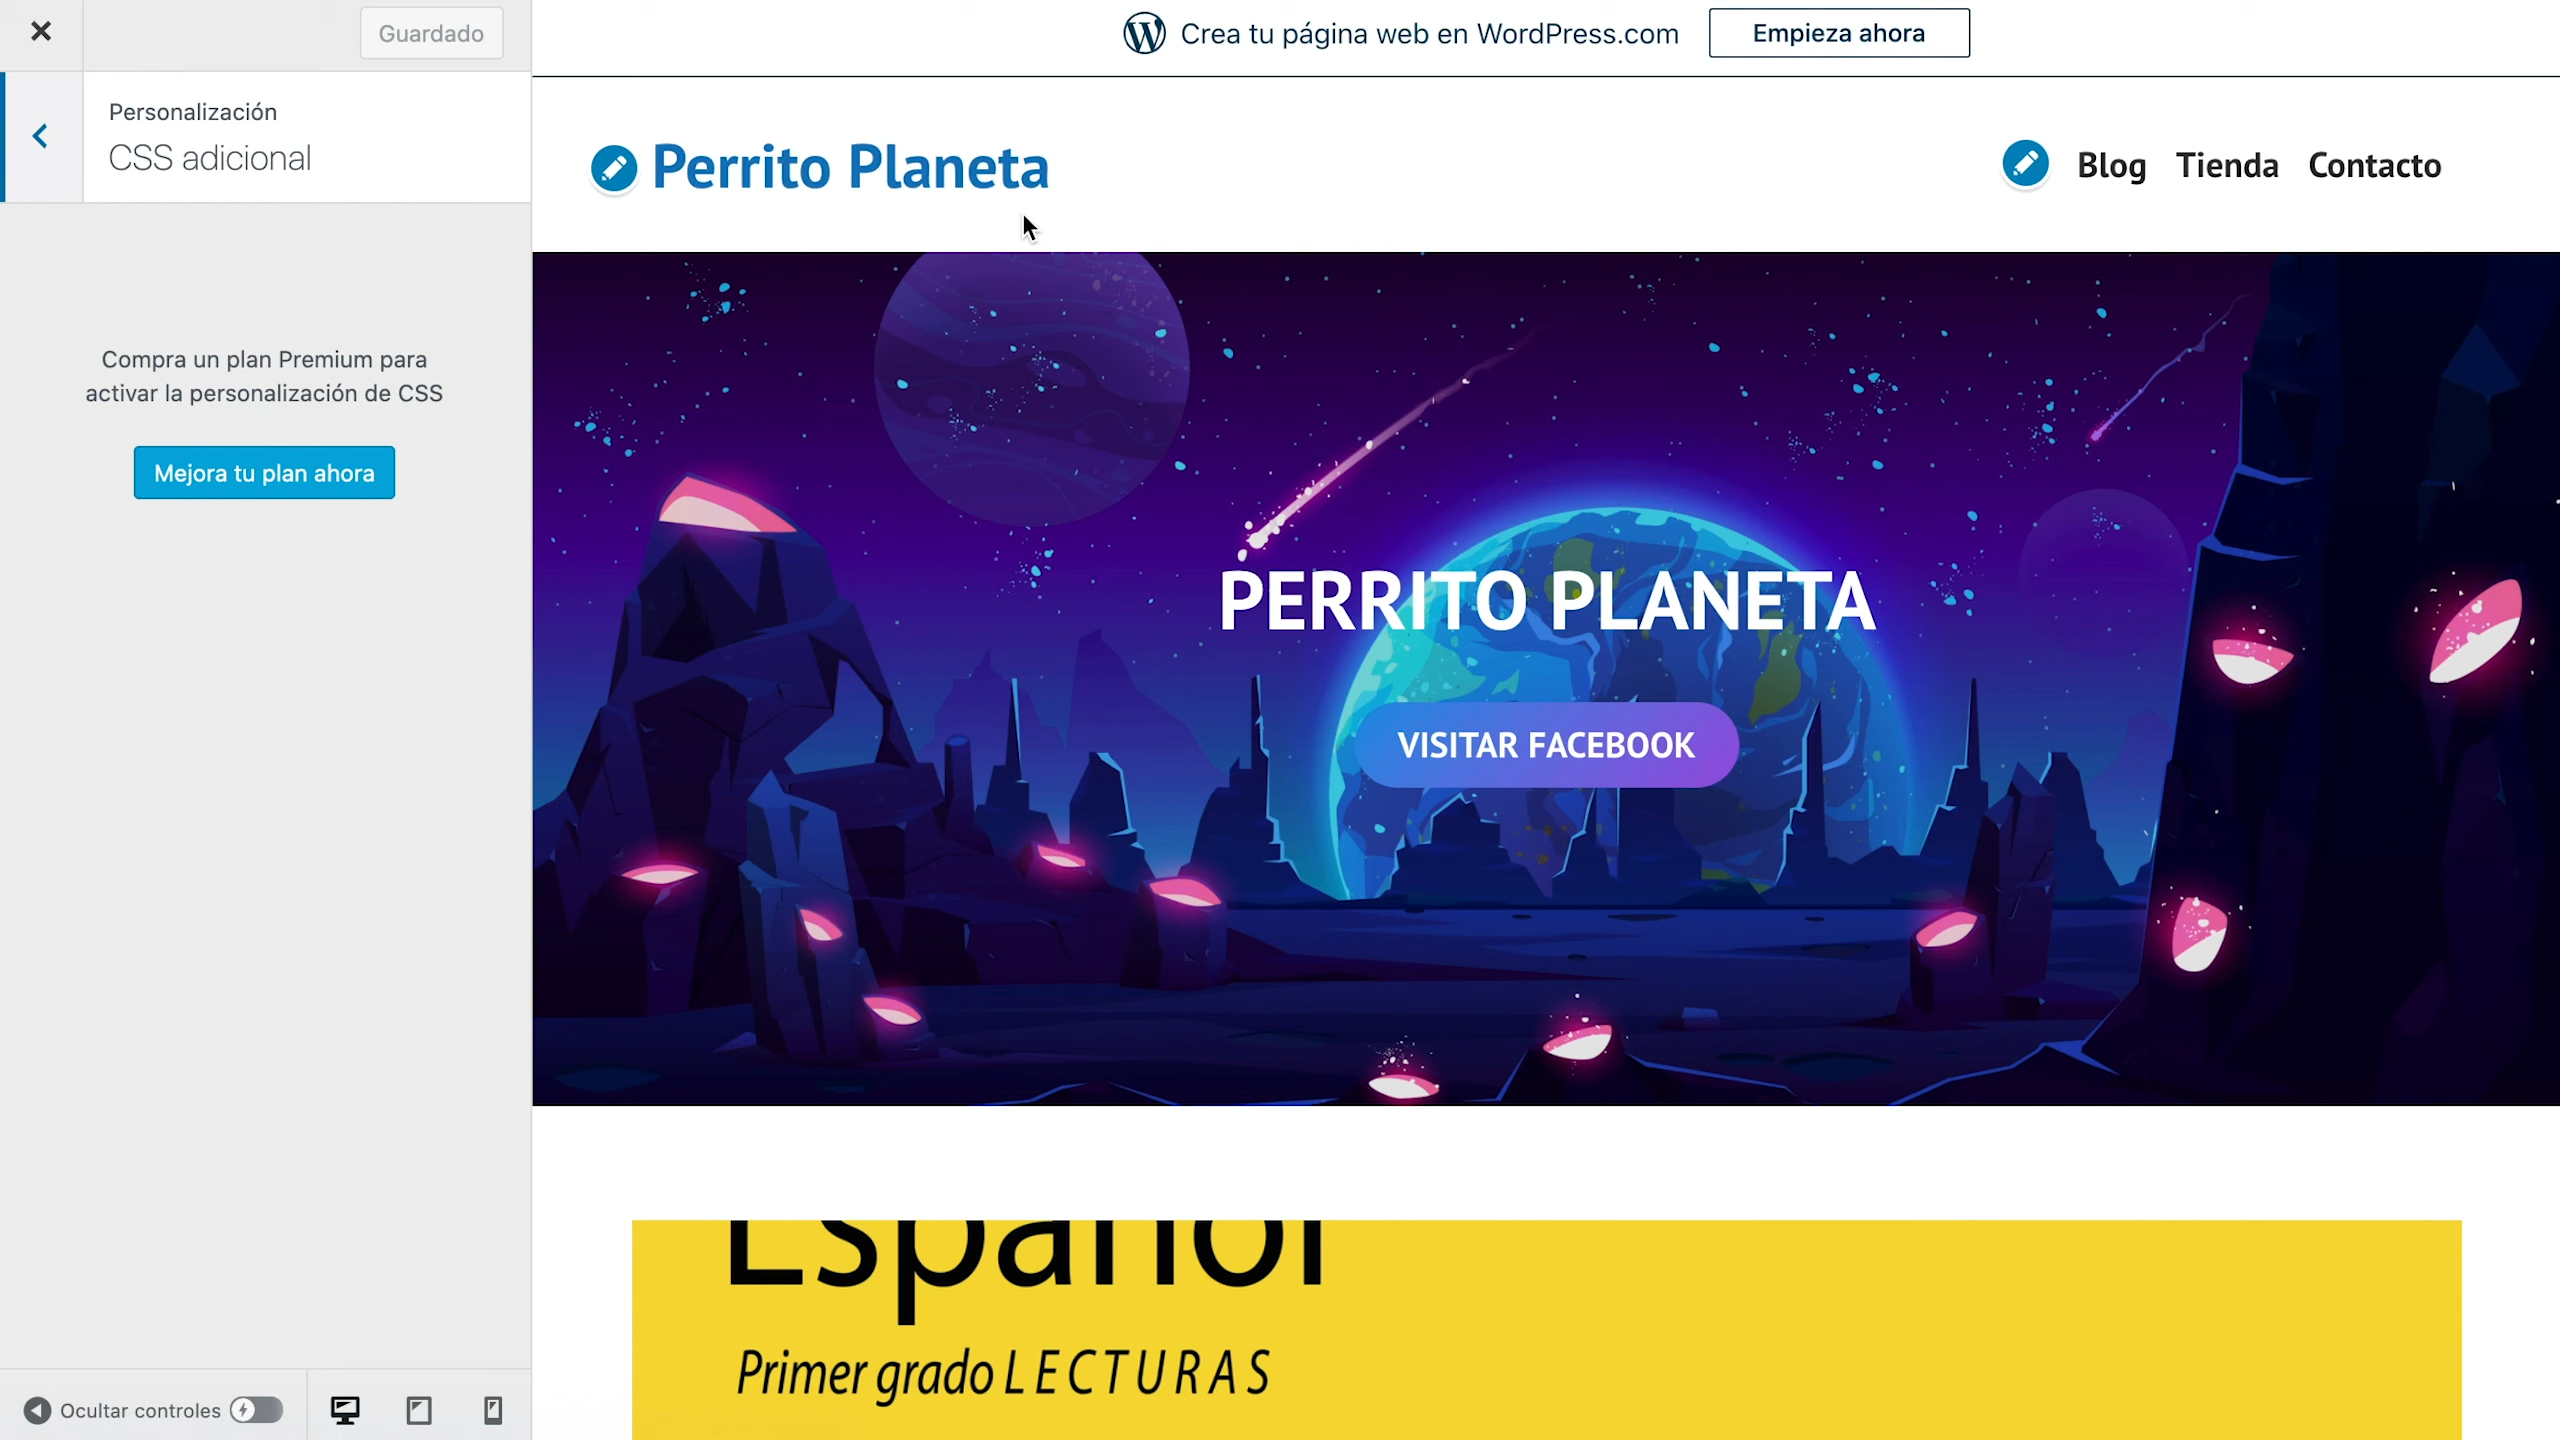 Guardado
Personalización
CSS adicional
Compra un plan Premium para
activar la personalización de CSS
Mejora tu plan ahora
Ocultar controles
Crea tu página web en WordPress.com
Empieza ahora
Perrito Planeta
Blog Tienda Contacto
PERRITO PLANETA
VISITAR FACEBOOK
Español
Primer grado LECTURAS